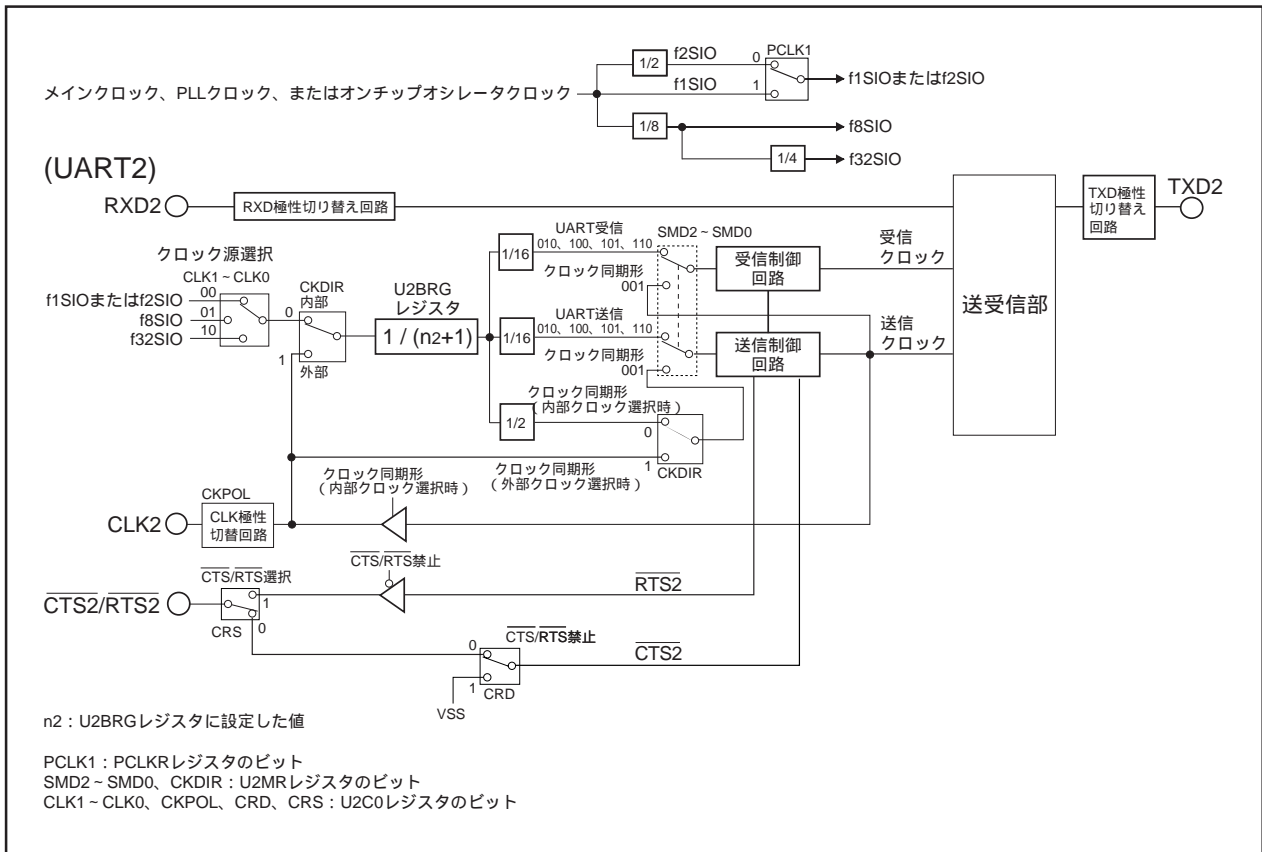 f2SIO
PCLK1
1/2
0
f1SIO
1
f1SIOまたはf2SIO
メインクロック、PLLクロック、またはオンチップオシレータクロック
1/8
f8SIO
1/4
f32SIO
(UART2)
RXD2
RXD極性切り替え回路
TXD極性
切り替え
回路
TXD2
クロック源選択
CLK1~CLK0
f1SIOまたはf2SIO
00
f8SIO
01
f32SIO
10
CKDIR
内部
0
1
外部
U2BRG
レジスタ
1 / (n2+1)
1/16
UART受信
010、100、101、110
クロック同期形
001
SMD2~SMD0
受信制御
回路
受信
クロック
1/16
UART送信
010、100、101、110
クロック同期形
001
送信制御
回路
送信
クロック
送受信部
1/2
クロック同期形
(内部クロック選択時)
0
1
CKDIR
クロック同期形
(外部クロック選択時)
クロック同期形
(内部クロック選択時)
CLK2
CKPOL
CLK極性
切替回路
CTS/RTS禁止
CTS/RTS選択
CTS2/RTS2
1
0
CRS
RTS2
CTS/RTS禁止
0
1
CRD
VSS
CTS2
n2:U2BRGレジスタに設定した値
PCLK1:PCLKRレジスタのビット
SMD2~SMD0、CKDIR:U2MRレジスタのビット
CLK1~CLK0、CKPOL、CRD、CRS:U2C0レジスタのビット